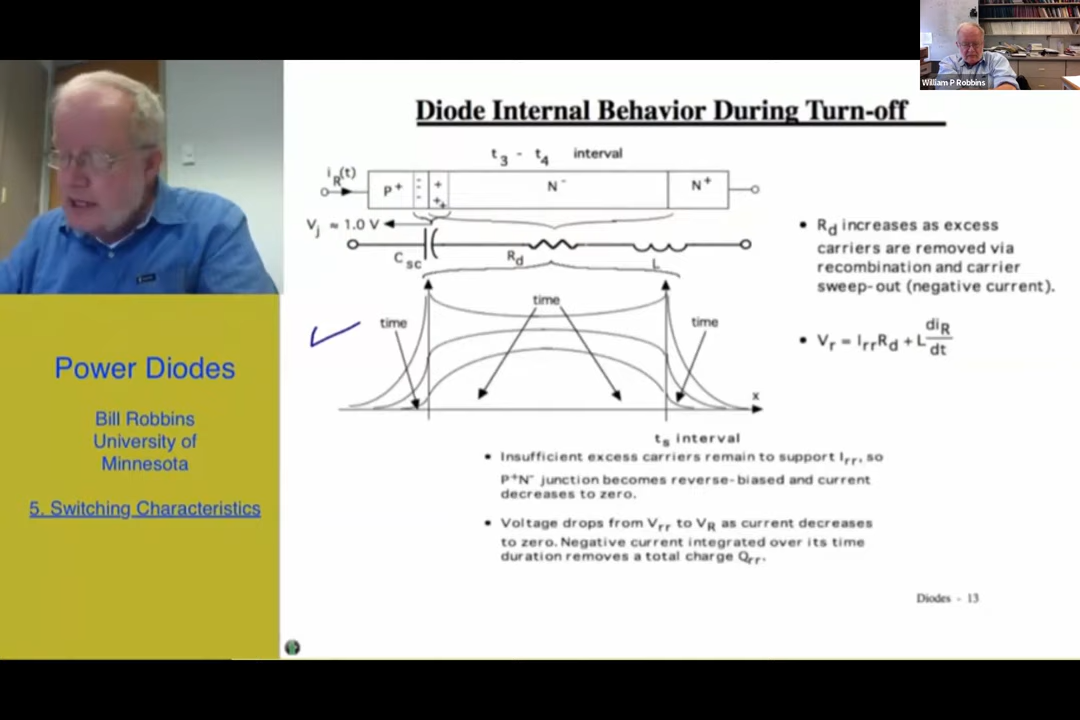 William P Robbins
Diode Internal Behavior During Turn-off
t3 - t4 interval
iR(t)
P+
- - -
+
++
N-
N+
Vj ≈ 1.0 V
Csc
Rd
L
time
time
time
x
ts interval
• Rd increases as excess
carriers are removed via
recombination and carrier
sweep-out (negative current).
• Vr = IrrRd + L diR/dt
• Insufficient excess carriers remain to support Irr, so
P+N- junction becomes reverse-biased and current
decreases to zero.
• Voltage drops from Vrr to VR as current decreases
to zero. Negative current integrated over its time
duration removes a total charge Qrr.
Diodes - 13
Power Diodes
Bill Robbins
University of
Minnesota
5. Switching Characteristics